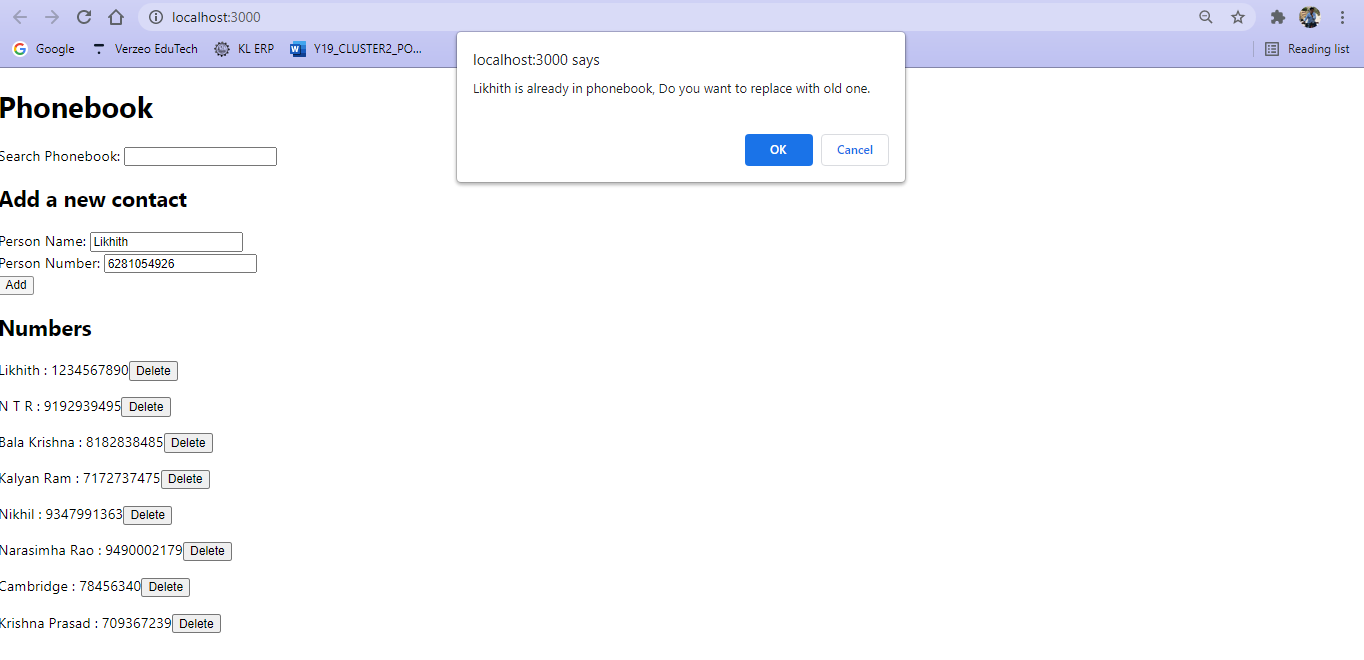 localhost:3000
Google Verzeo EduTech KL ERP Y19_CLUSTER2_PO... Reading list
localhost:3000 says
Likhith is already in phonebook, Do you want to replace with old one.
OK Cancel
Phonebook
Search Phonebook:
Add a new contact
Person Name: Likhith
Person Number: 6281054926
Add
Numbers
Likhith : 1234567890 Delete
N T R : 9192939495 Delete
Bala Krishna : 8182838485 Delete
Kalyan Ram : 7172737475 Delete
Nikhil : 9347991363 Delete
Narasimha Rao : 9490002179 Delete
Cambridge : 78456340 Delete
Krishna Prasad : 709367239 Delete